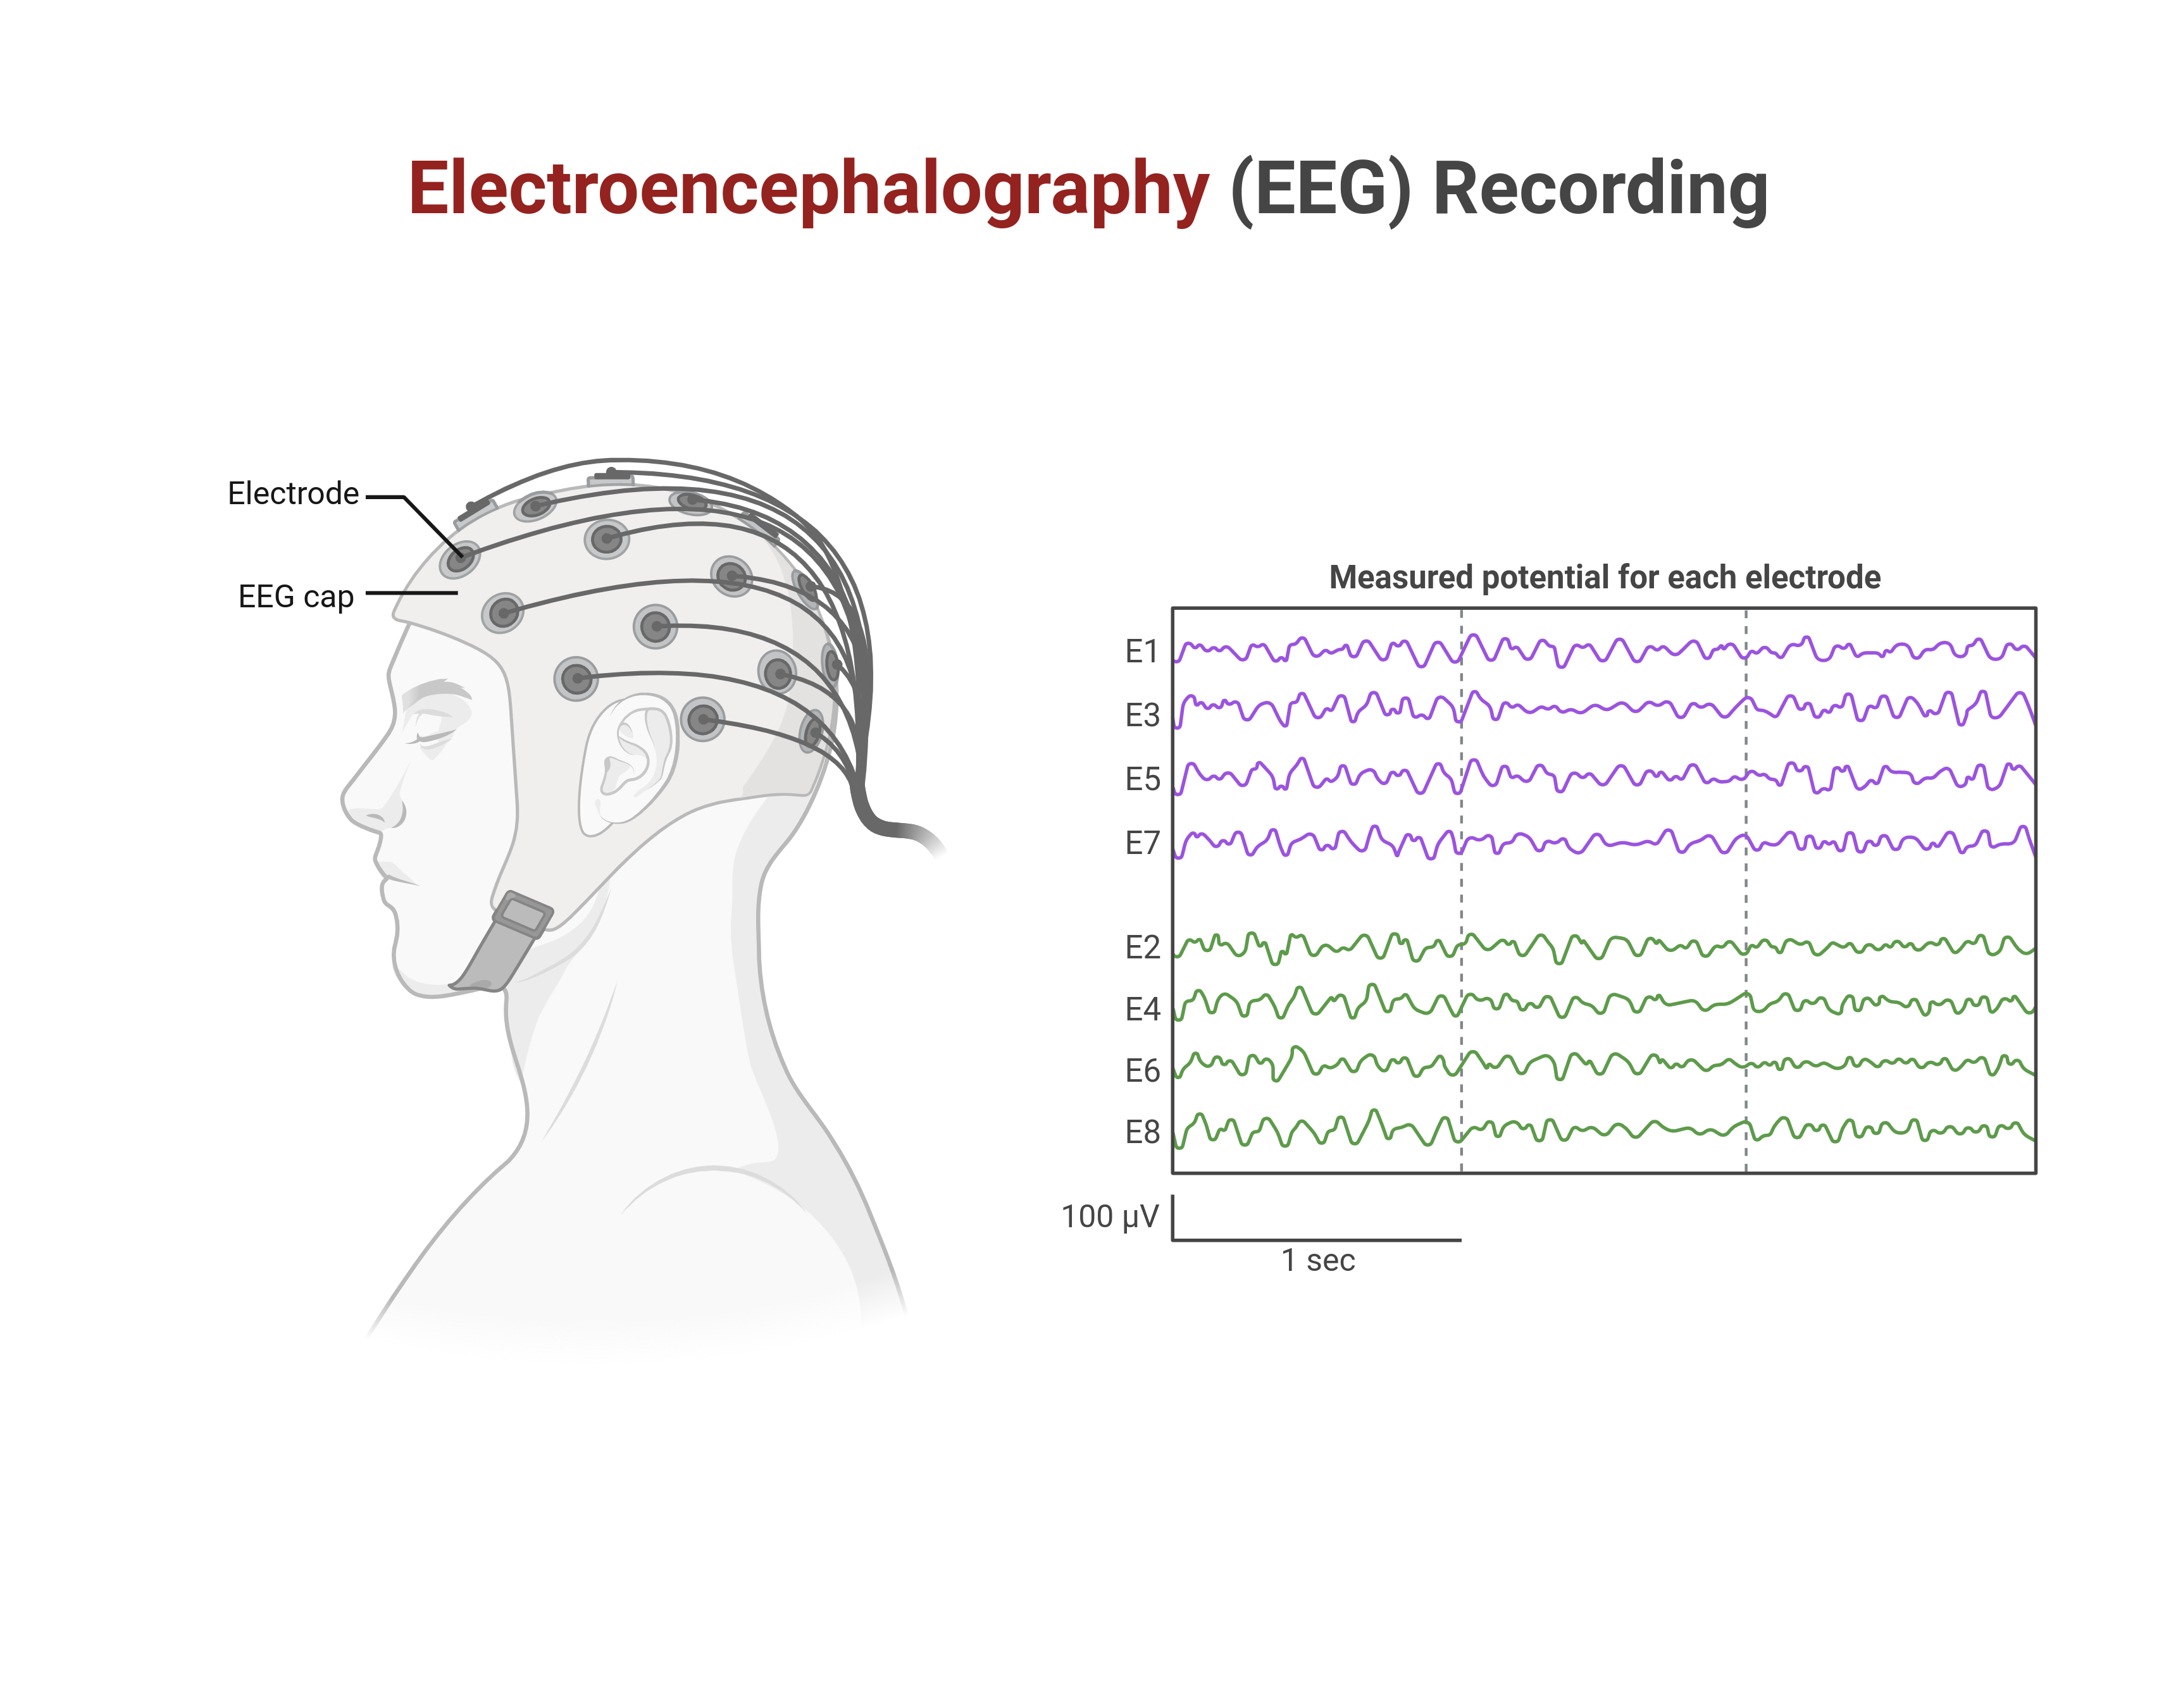 Electroencephalography (EEG) Recording
Electrode
EEG cap
Measured potential for each electrode
E1
E3
E5
E7
E2
E4
E6
E8
100 μV
1 sec